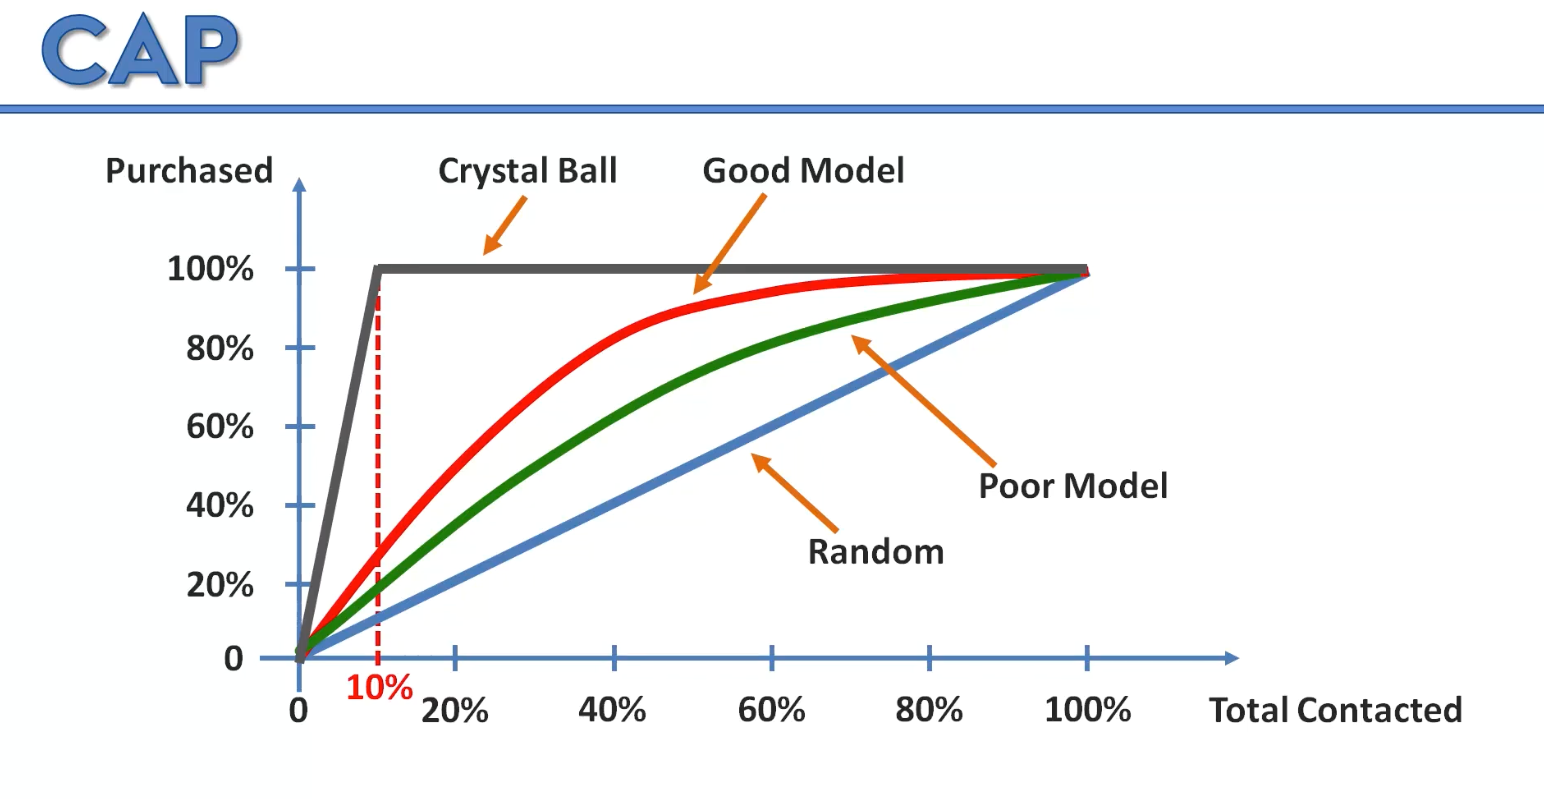 CAP
Purchased
Crystal Ball
Good Model
100%
80%
60%
40%
20%
0
Poor Model
Random
10%
0
20%
40%
60%
80%
100%
Total Contacted